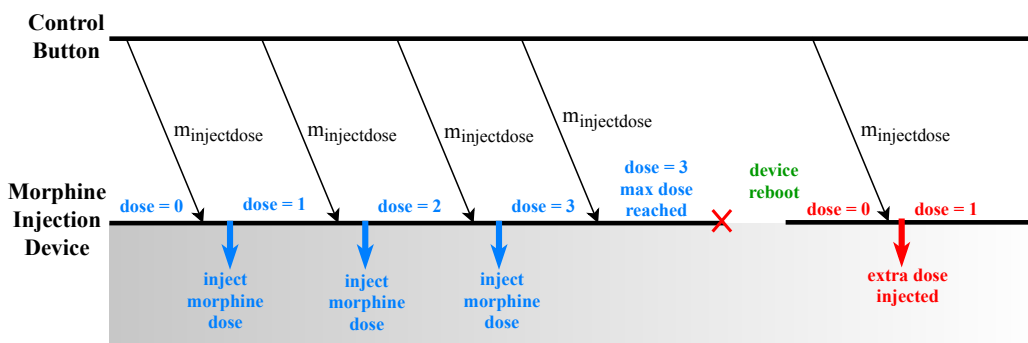 Control
Button
m_injectdose
m_injectdose
m_injectdose
m_injectdose
m_injectdose
Morphine
Injection
Device
dose = 0
dose = 1
dose = 2
dose = 3
dose = 3
max dose
reached
device
reboot
dose = 0
dose = 1
inject
morphine
dose
inject
morphine
dose
inject
morphine
dose
extra dose
injected